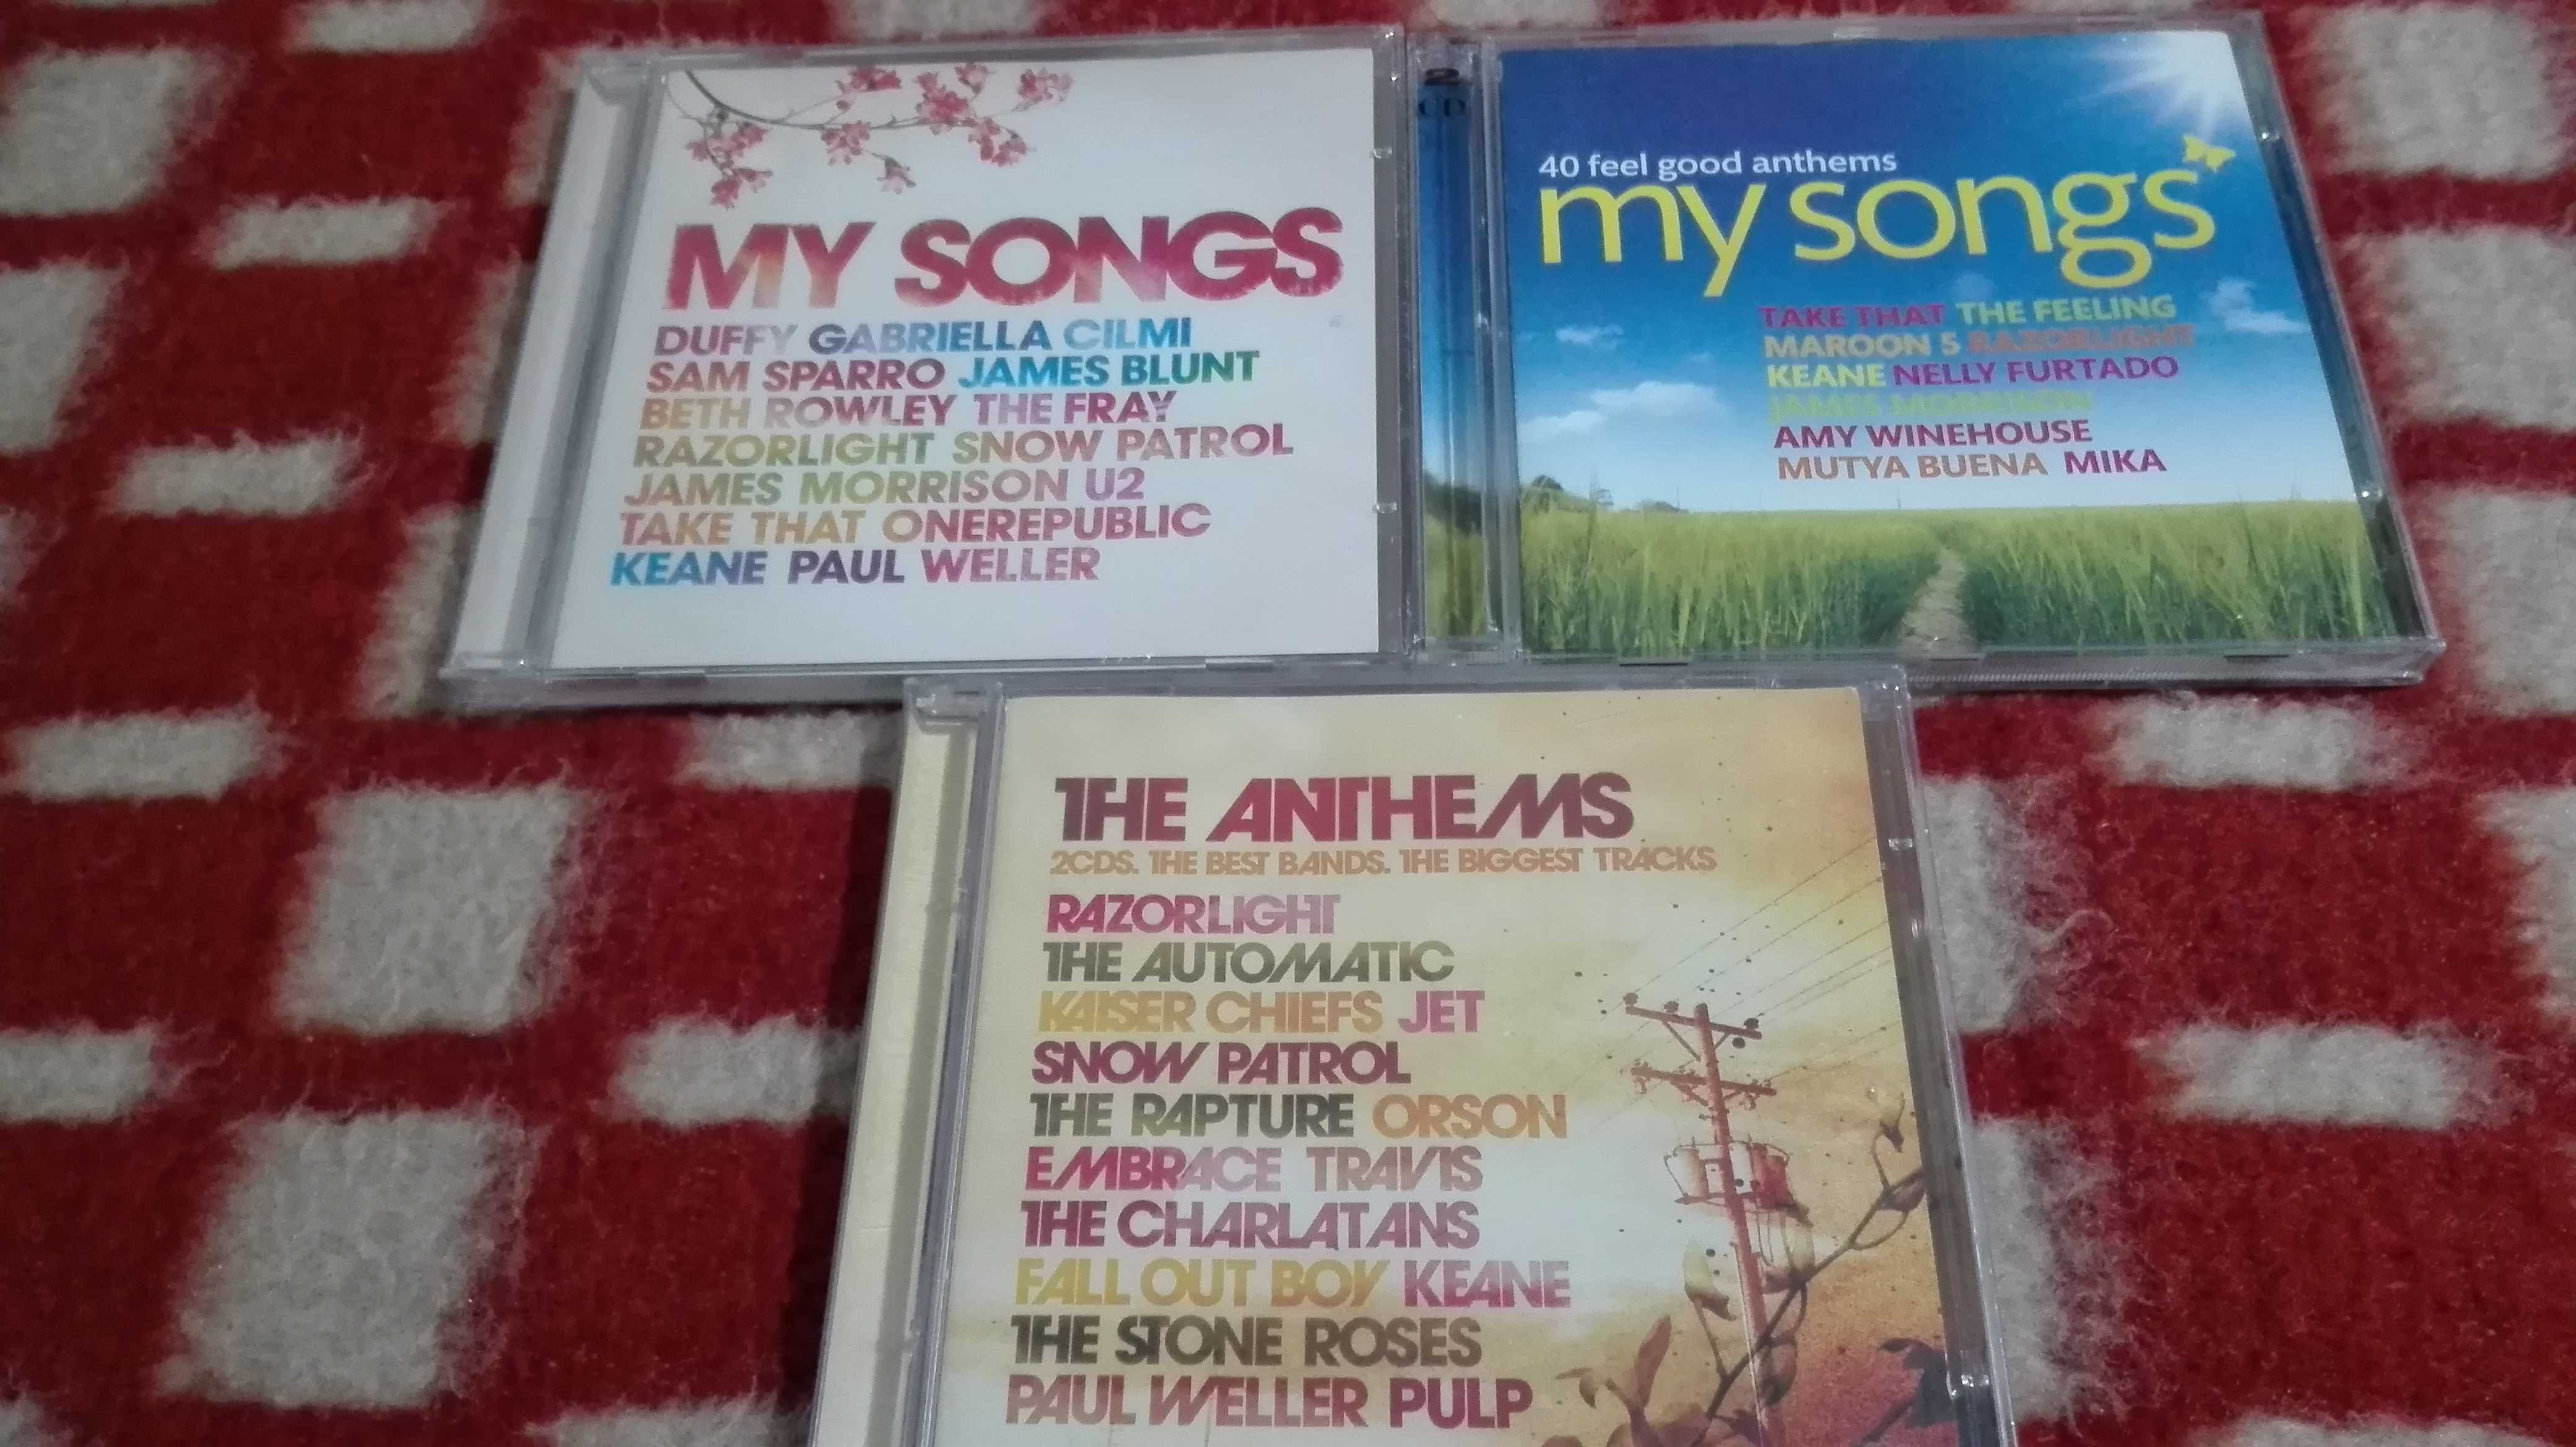 MY SONGS
DUFFY GABRIELLA CILMI
SAM SPARRO JAMES BLUNT
BETH ROWLEY THE FRAY
RAZORLIGHT SNOW PATROL
JAMES MORRISON U2
TAKE THAT ONEREPUBLIC
KEANE PAUL WELLER
2
CD
40 feel good anthems
my songs
TAKE THAT THE FEELING
MAROON 5 RAZORLIGHT
KEANE NELLY FURTADO
JAMES MORRISON
AMY WINEHOUSE
MUTYA BUENA MIKA
THE ANTHEMS
2CDS. THE BEST BANDS. THE BIGGEST TRACKS
RAZORLIGHT
THE AUTOMATIC
KAISER CHIEFS JET
SNOW PATROL
THE RAPTURE ORSON
EMBRACE TRAVIS
THE CHARLATANS
FALL OUT BOY KEANE
THE STONE ROSES
PAUL WELLER PULP